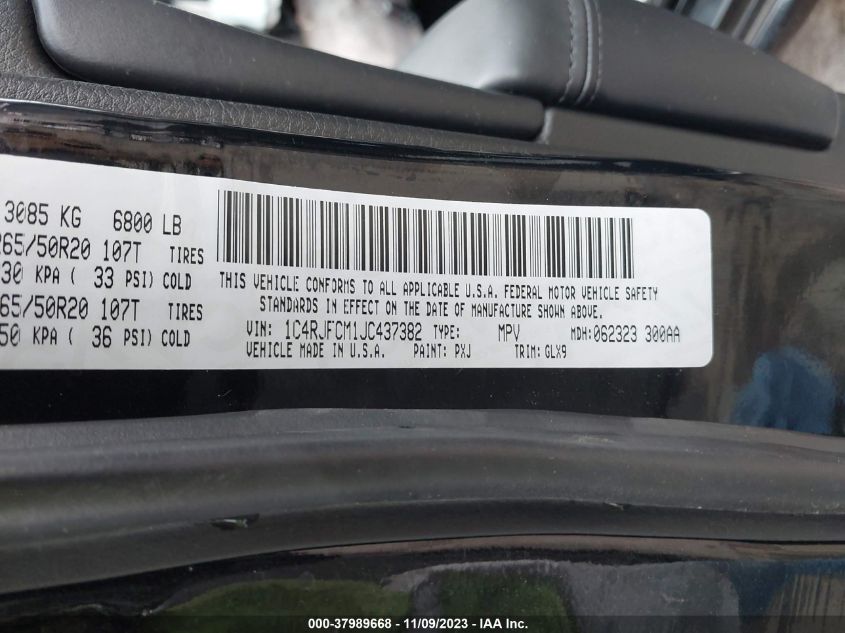 3085 KG 6800 LB
265/50R20 107T TIRES
30 KPA ( 33 PSI) COLD
65/50R20 107T TIRES
50 KPA ( 36 PSI) COLD
THIS VEHICLE CONFORMS TO ALL APPLICABLE U.S.A. FEDERAL MOTOR VEHICLE SAFETY
STANDARDS IN EFFECT ON THE DATE OF MANUFACTURE SHOWN ABOVE.
VIN: 1C4RJFCM1JC437382 TYPE: MPV MDH: 062323 300AA
VEHICLE MADE IN U.S.A. PAINT: PXJ TRIM: GLX9
000-37989668 - 11/09/2023 - IAA Inc.